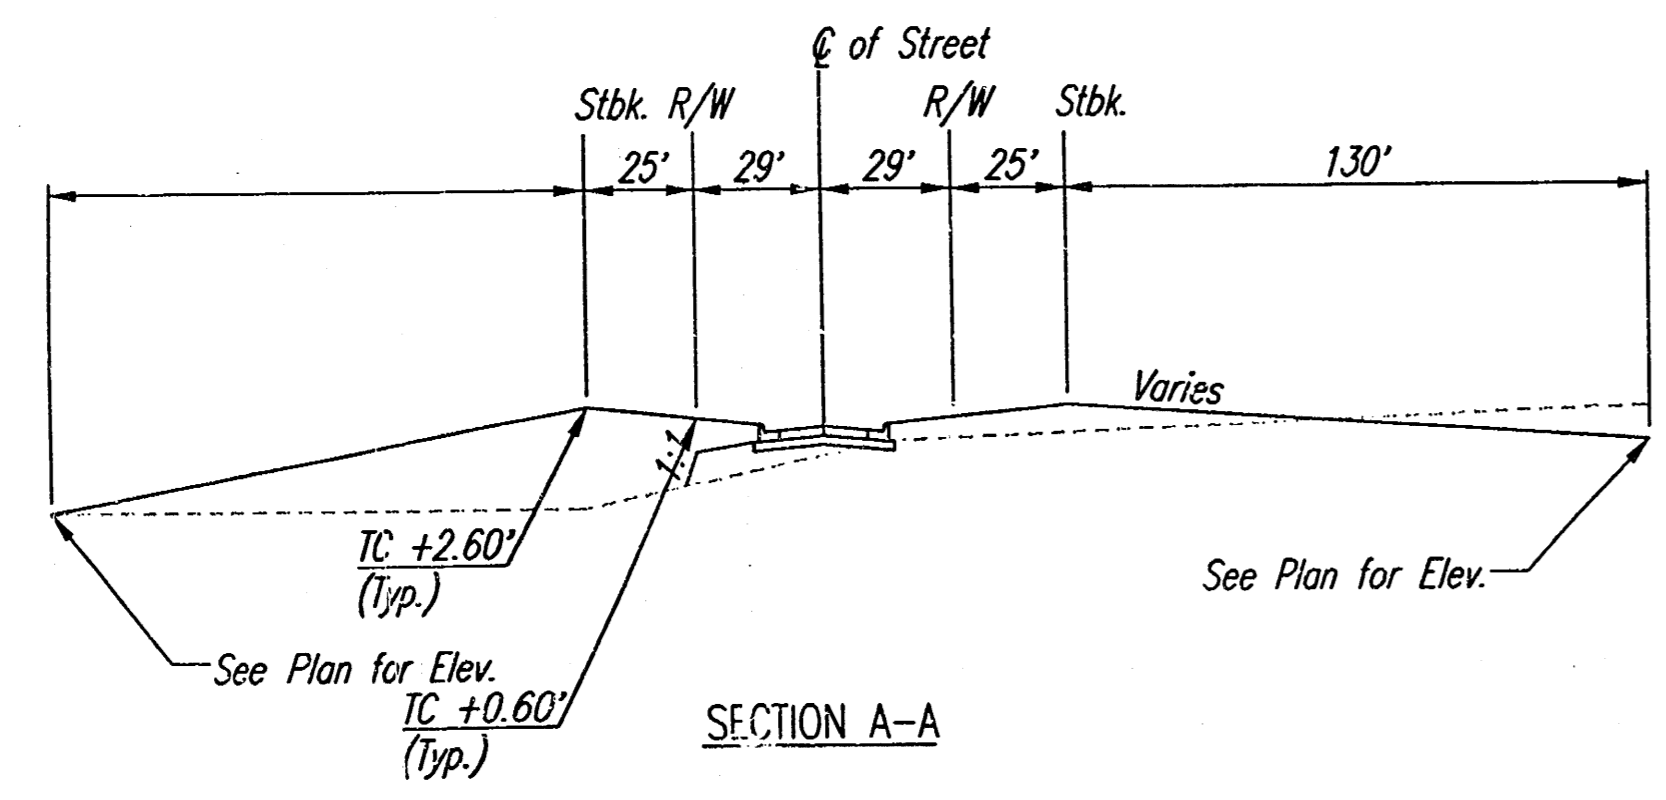 ℄ of Street
Stbk. R/W
R/W Stbk.
25'
29'
29'
25'
130'
Varies
1:1
TC +2.60'
(Typ.)
See Plan for Elev.
See Plan for Elev.
TC +0.60'
(Typ.)
SECTION A-A